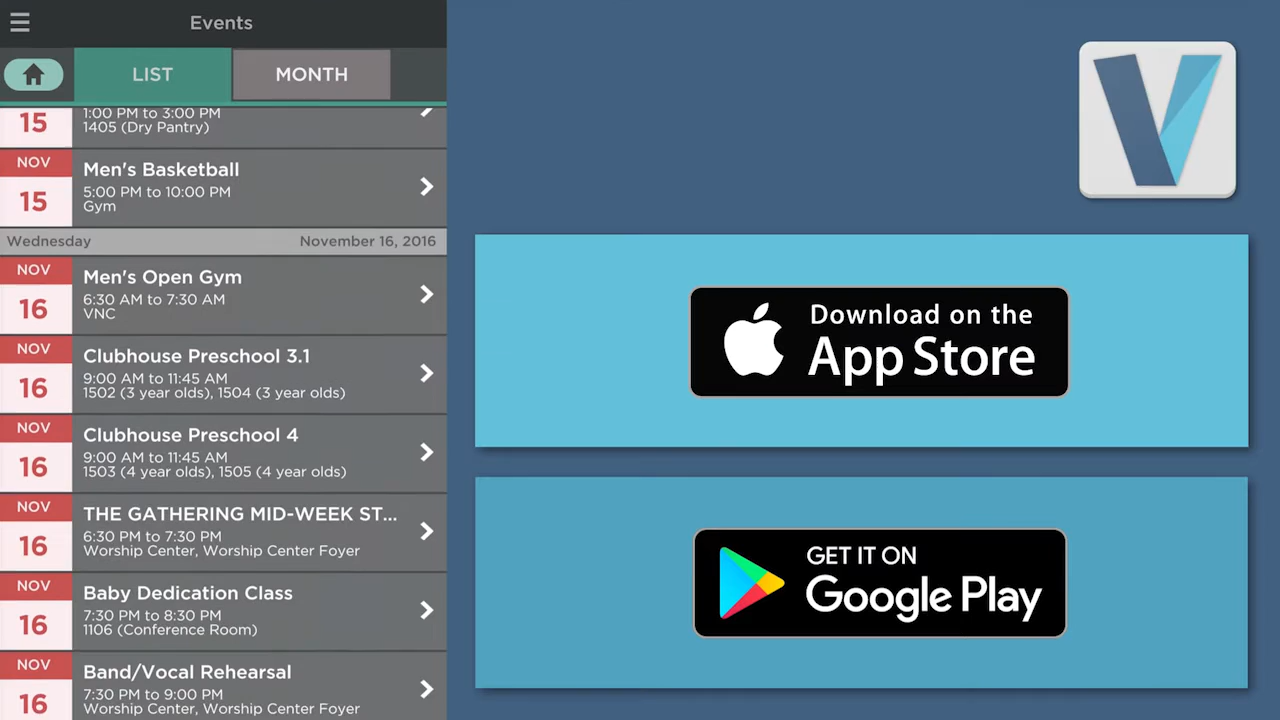 Events
LIST
MONTH
15
1:00 PM to 3:00 PM
1405 (Dry Pantry)
NOV
15
Men's Basketball
5:00 PM to 10:00 PM
Gym
Wednesday
November 16, 2016
NOV
16
Men's Open Gym
6:30 AM to 7:30 AM
VNC
NOV
16
Clubhouse Preschool 3.1
9:00 AM to 11:45 AM
1502 (3 year olds), 1504 (3 year olds)
NOV
16
Clubhouse Preschool 4
9:00 AM to 11:45 AM
1503 (4 year olds), 1505 (4 year olds)
NOV
16
THE GATHERING MID-WEEK ST...
6:30 PM to 7:30 PM
Worship Center, Worship Center Foyer
NOV
16
Baby Dedication Class
7:30 PM to 8:30 PM
1106 (Conference Room)
NOV
16
Band/Vocal Rehearsal
7:30 PM to 9:00 PM
Worship Center, Worship Center Foyer
V
Download on the
App Store
GET IT ON
Google Play